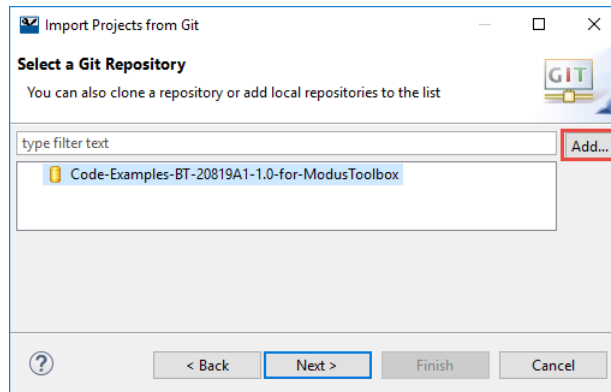 Import Projects from Git
Select a Git Repository
You can also clone a repository or add local repositories to the list
GIT
type filter text
Add...
Code-Examples-BT-20819A1-1.0-for-ModusToolbox
?
< Back
Next >
Finish
Cancel